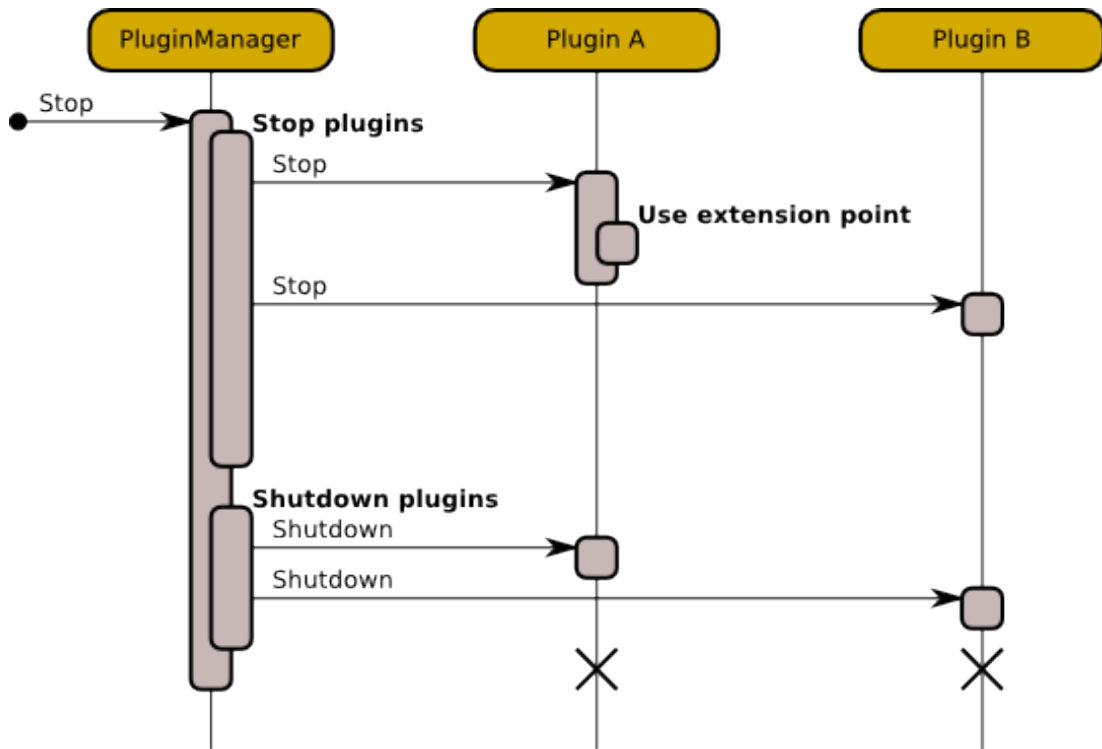 PluginManager
Plugin A
Plugin B
Stop
Stop plugins
Stop
Use extension point
Stop
Shutdown plugins
Shutdown
Shutdown